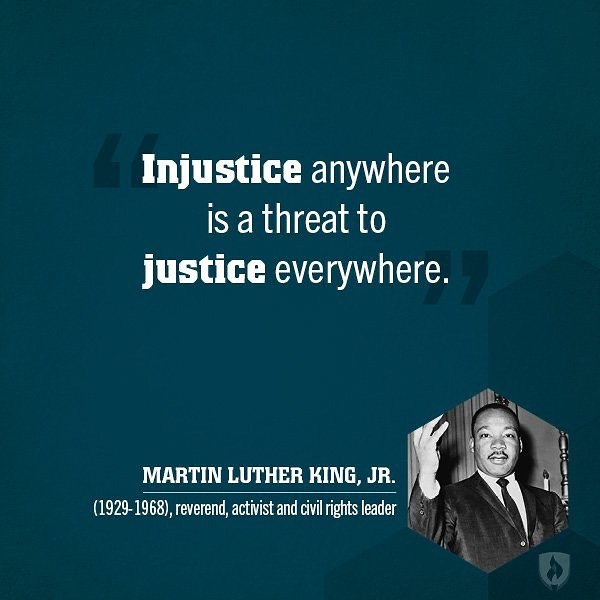 “Injustice anywhere
is a threat to
justice everywhere.”
MARTIN LUTHER KING, JR.
(1929-1968), reverend, activist and civil rights leader